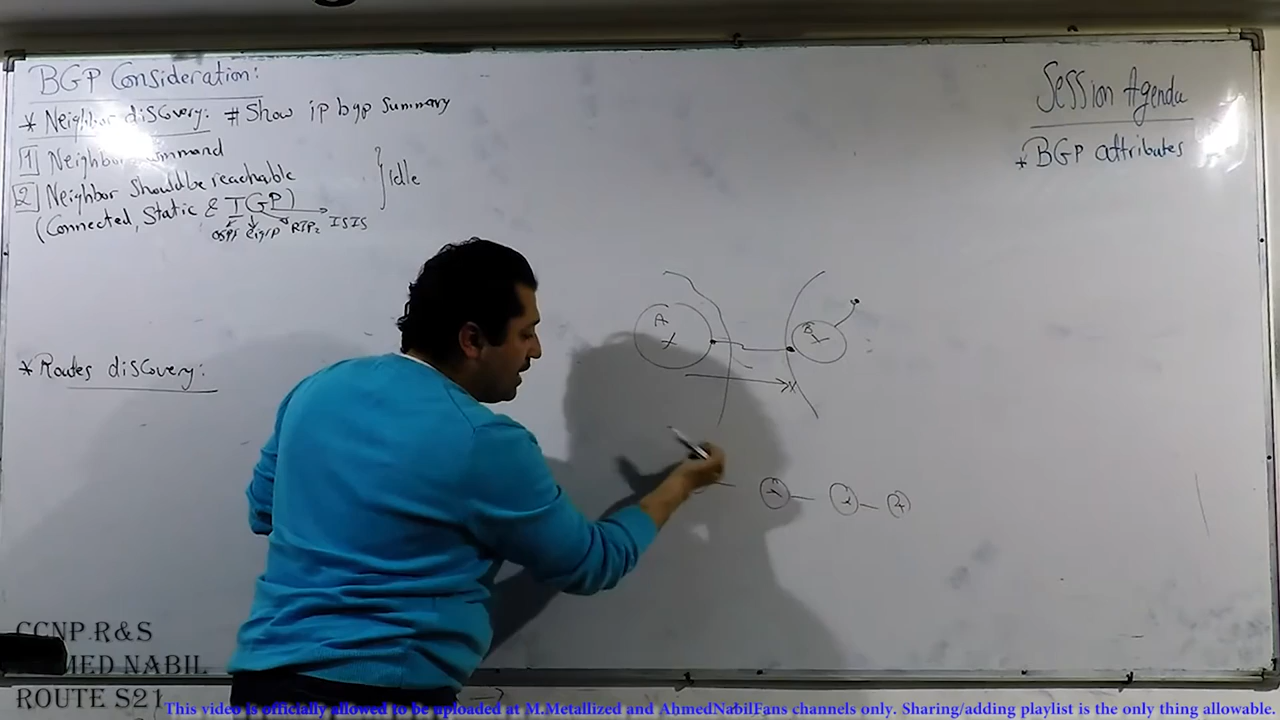 BGP Consideration:
* Neighbor discovery: # Show ip bgp summary
1 Neighbor command
2 Neighbor should be reachable
(Connected, Static & IGP)
} Idle
OSPF Eigrp RIP2 ISIS
* Routes discovery:
Session Agenda
* BGP attributes
A
B
CCNP R&S
AHMED NABIL
ROUTE S21
This video is officially allowed to be uploaded at M.Metallized and AhmedNabilFans channels only. Sharing/adding playlist is the only thing allowable.